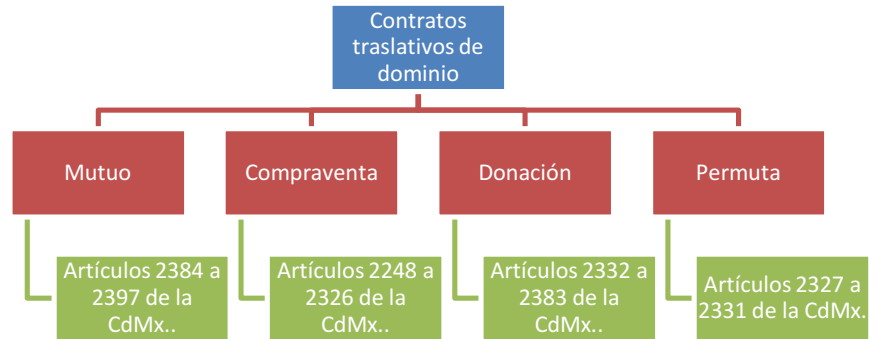 Contratos
traslativos de
dominio
Mutuo
Compraventa
Donación
Permuta
Artículos 2384 a
2397 de la
CdMx..
Artículos 2248 a
2326 de la
CdMx..
Artículos 2332 a
2383 de la
CdMx..
Artículos 2327 a
2331 de la CdMx.